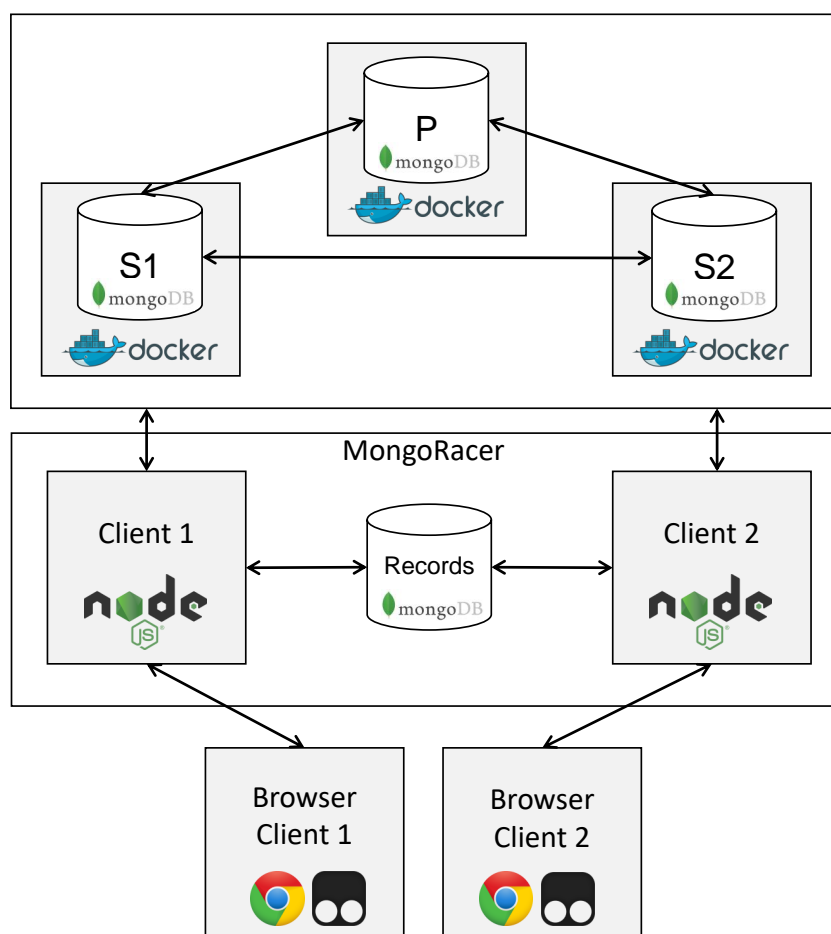 P
mongoDB
docker
S1
mongoDB
docker
S2
mongoDB
docker
MongoRacer
Client 1
node
JS
Records
mongoDB
Client 2
node
JS
Browser
Client 1
Browser
Client 2